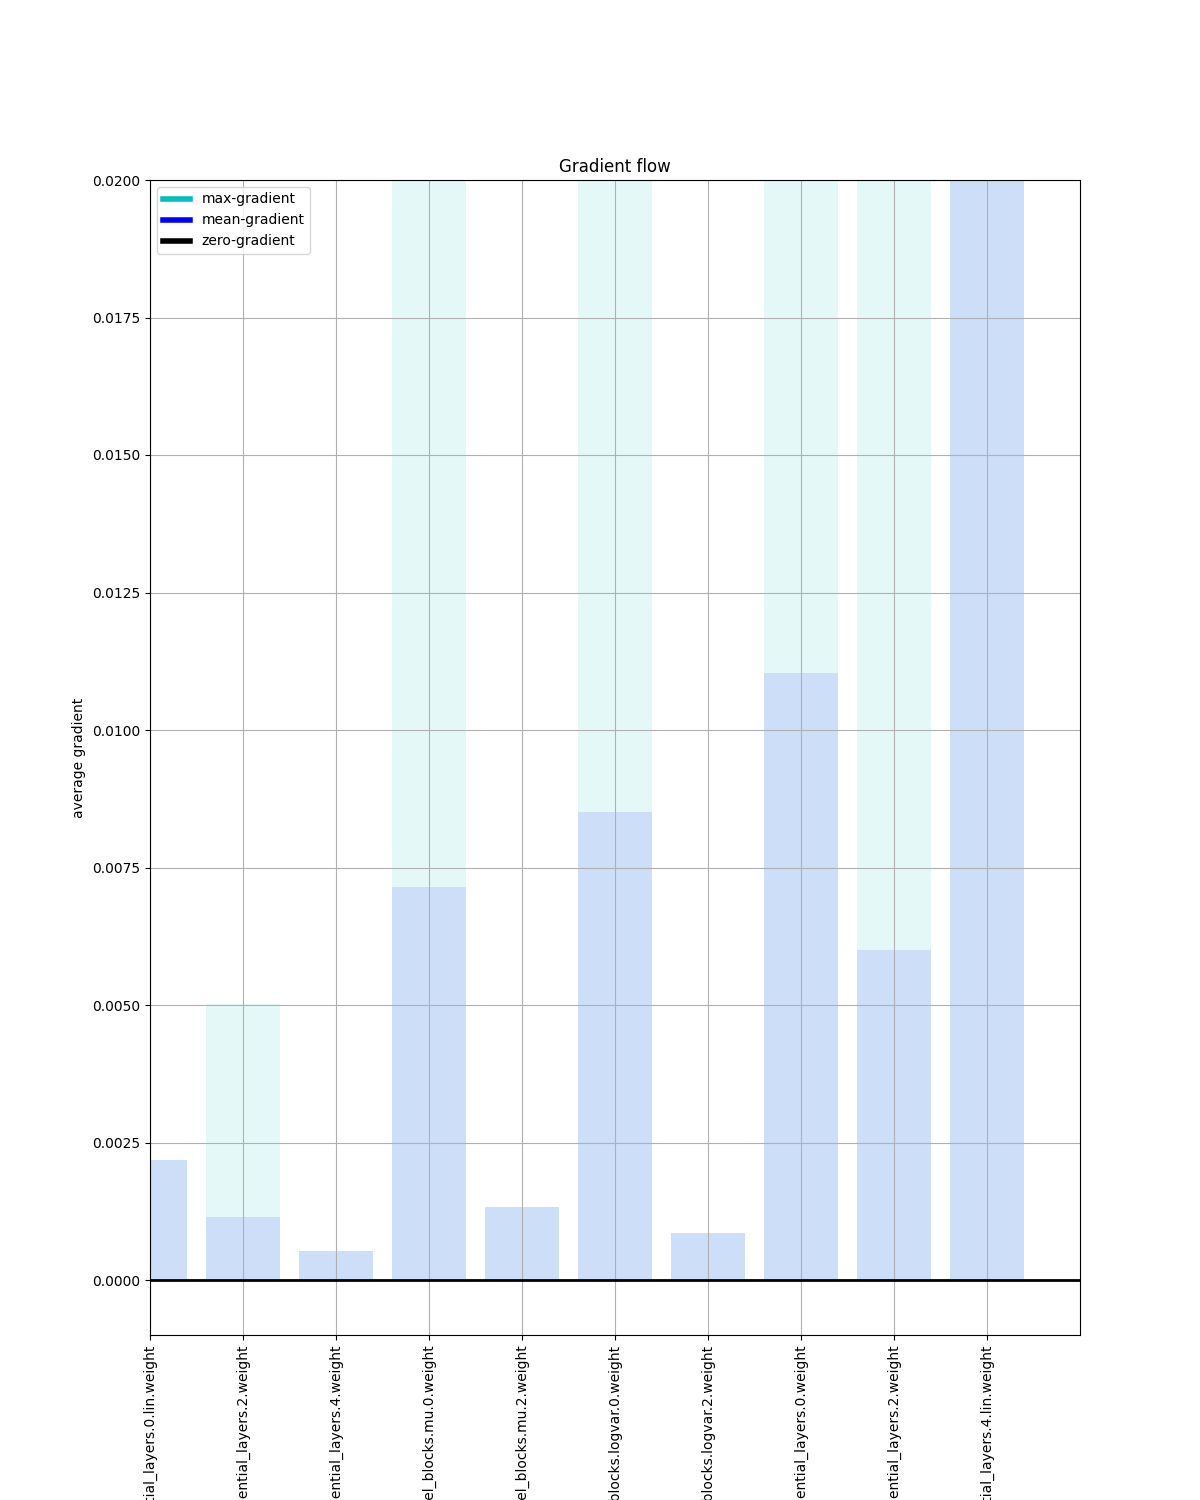 Gradient flow
max-gradient
mean-gradient
zero-gradient
0.0200
0.0175
0.0150
0.0125
0.0100
0.0075
0.0050
0.0025
0.0000
average gradient
tial_layers.0.lin.weight
ential_layers.2.weight
ential_layers.4.weight
el_blocks.mu.0.weight
el_blocks.mu.2.weight
blocks.logvar.0.weight
blocks.logvar.2.weight
ential_layers.0.weight
ential_layers.2.weight
tial_layers.4.lin.weight